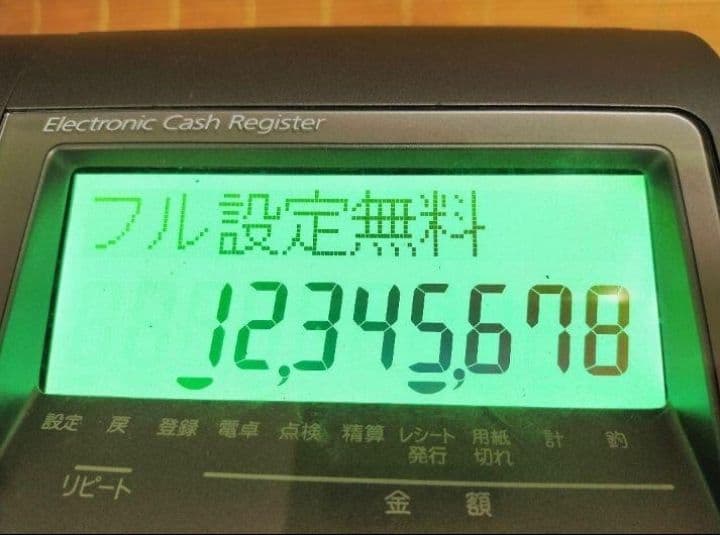 Electronic Cash Register
フル設定無料
12,345,678
設定 戻 登録 電卓 点検 精算 レシート発行 用紙切れ 計 釣
リピート
金額